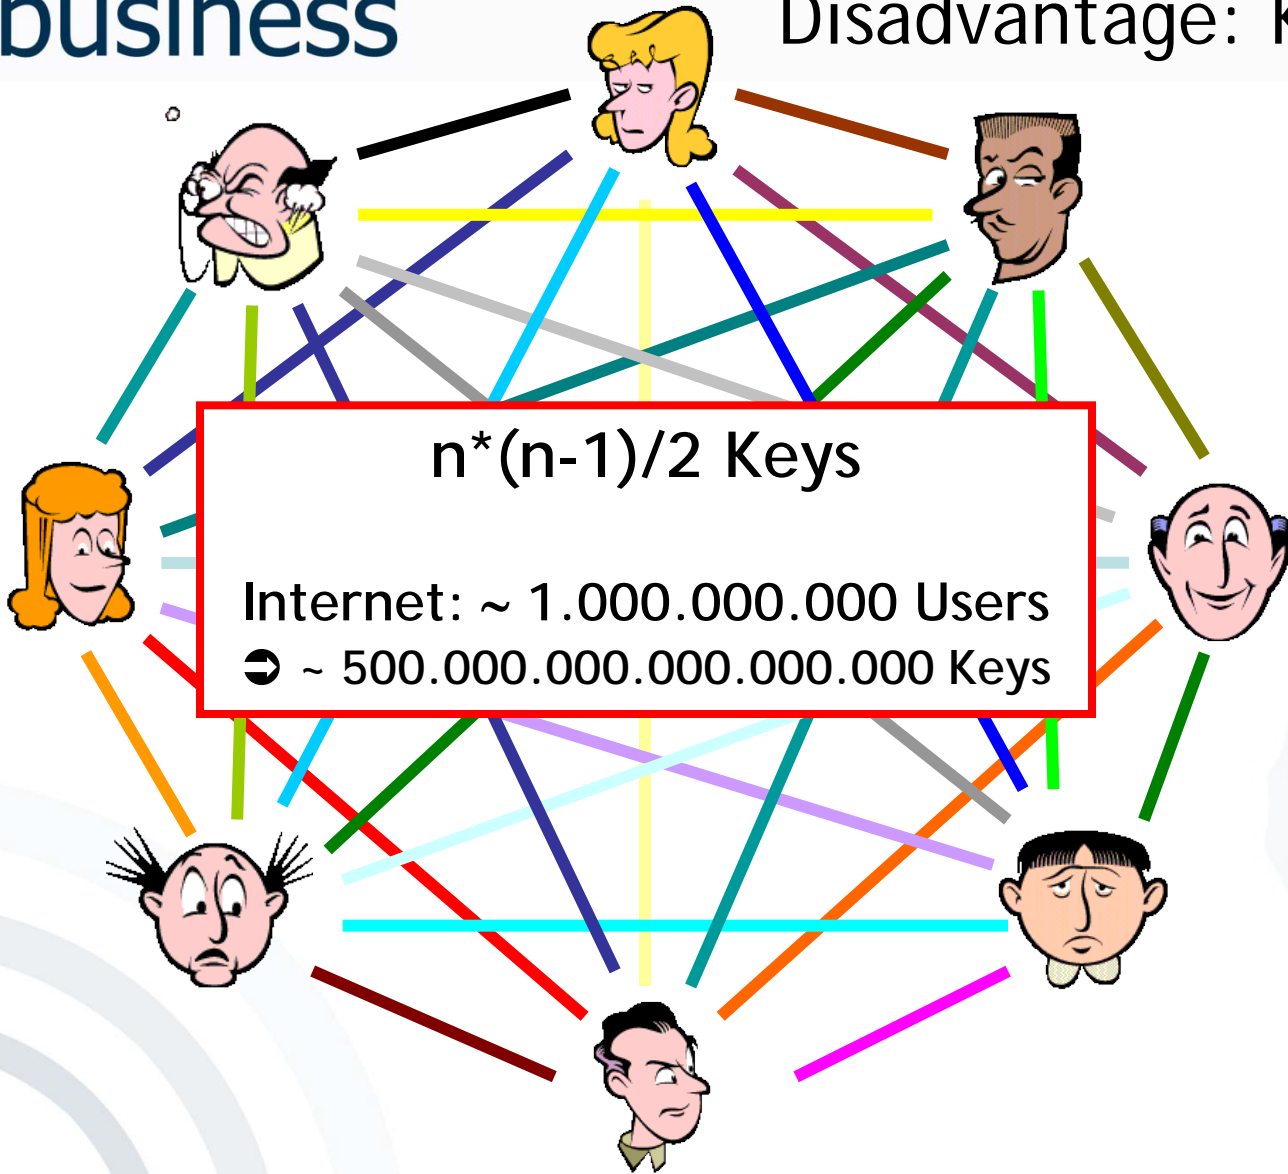 business
Disadvantage: K
n*(n-1)/2 Keys
Internet: ~ 1.000.000.000 Users
➲ ~ 500.000.000.000.000.000 Keys